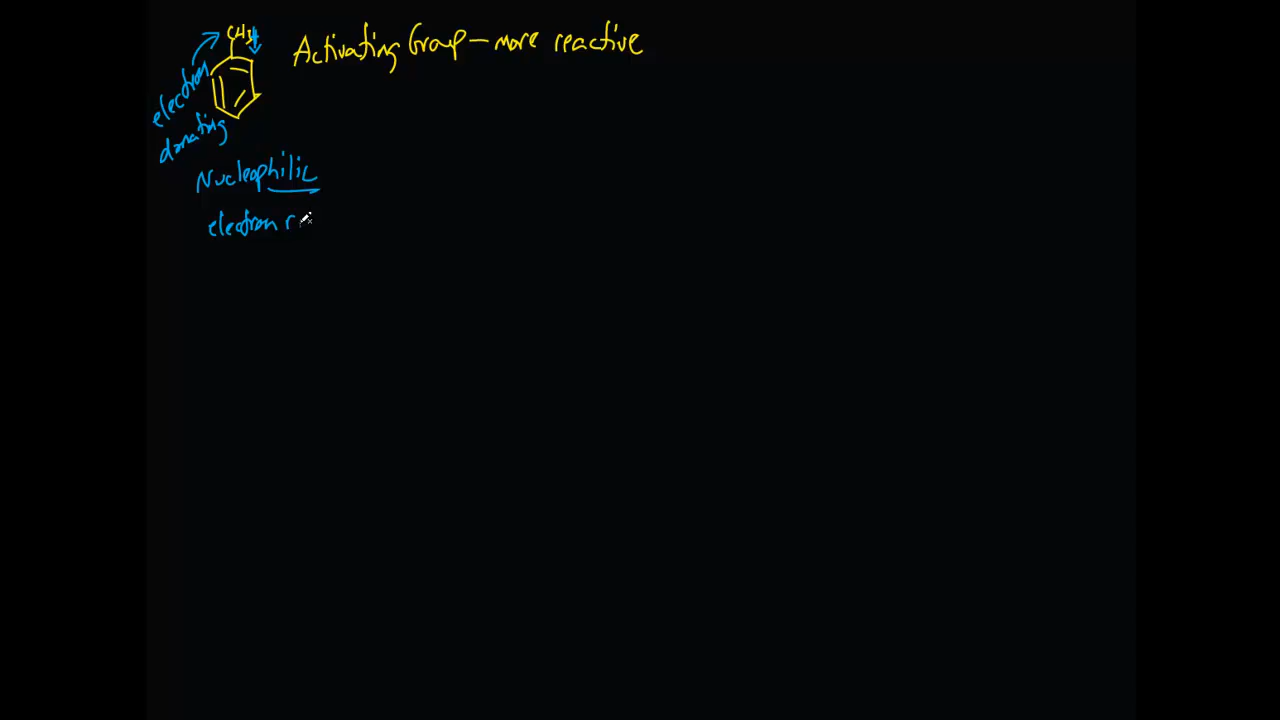 CH3
Activating Group – more reactive
electron
donating
Nucleophilic
electron r